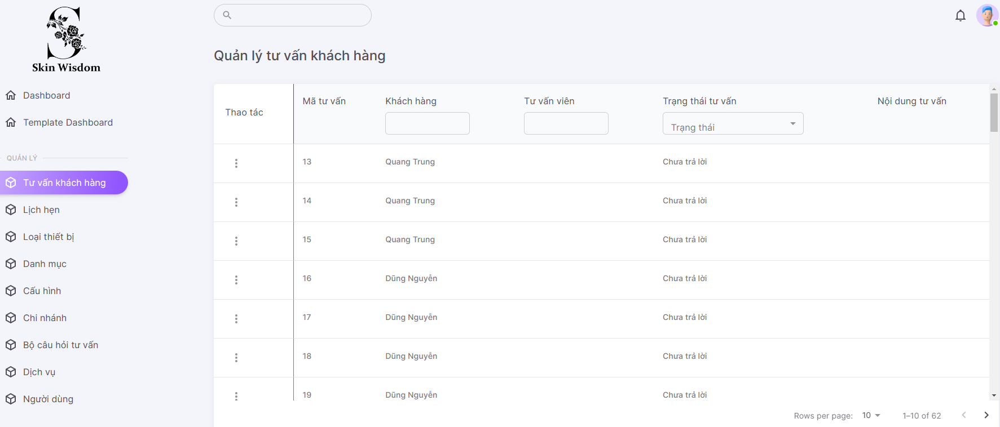 Skin Wisdom
Dashboard
Template Dashboard
QUẢN LÝ
Tư vấn khách hàng
Lịch hẹn
Loại thiết bị
Danh mục
Cấu hình
Chi nhánh
Bộ câu hỏi tư vấn
Dịch vụ
Người dùng
Quản lý tư vấn khách hàng
Thao tác Mã tư vấn Khách hàng Tư vấn viên Trạng thái tư vấn Nội dung tư vấn
Trạng thái
13 Quang Trung Chưa trả lời
14 Quang Trung Chưa trả lời
15 Quang Trung Chưa trả lời
16 Dũng Nguyễn Chưa trả lời
17 Dũng Nguyễn Chưa trả lời
18 Dũng Nguyễn Chưa trả lời
19 Dũng Nguyễn Chưa trả lời
Rows per page: 10 1–10 of 62